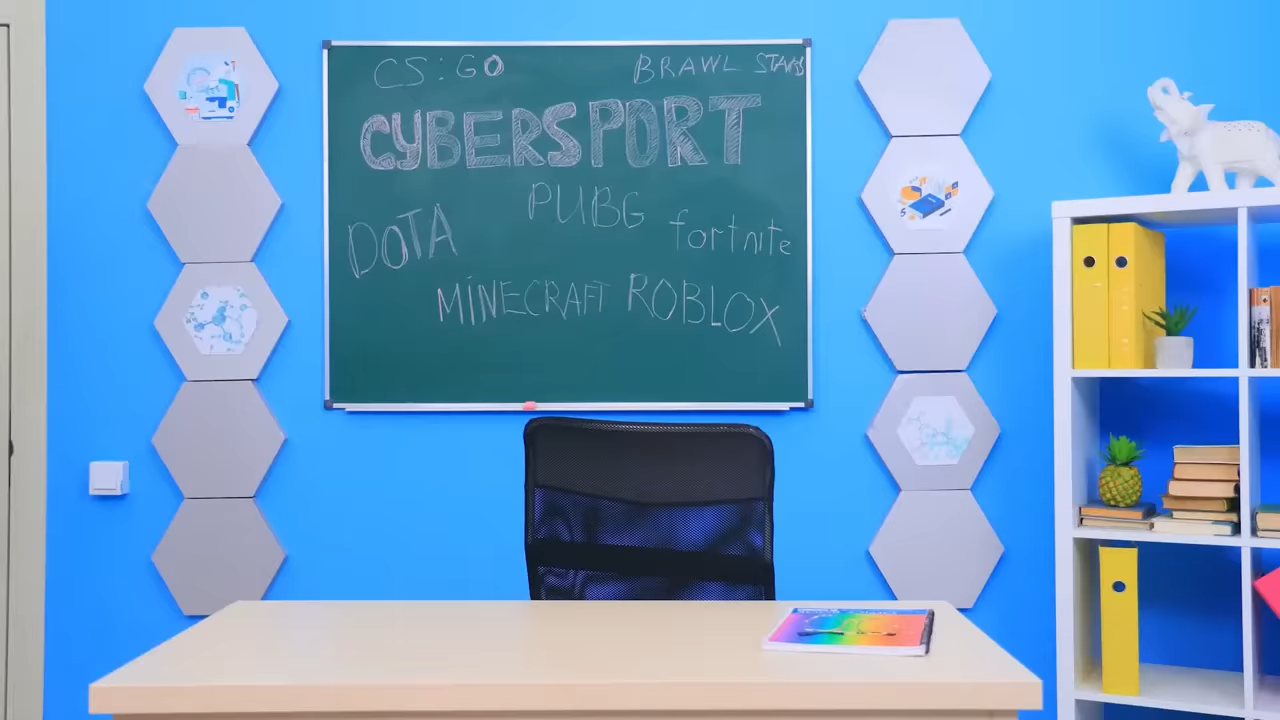 CS:GO
BRAWL STARS
CYBERSPORT
PUBG
DOTA
fortnite
MINECRAFT ROBLOX